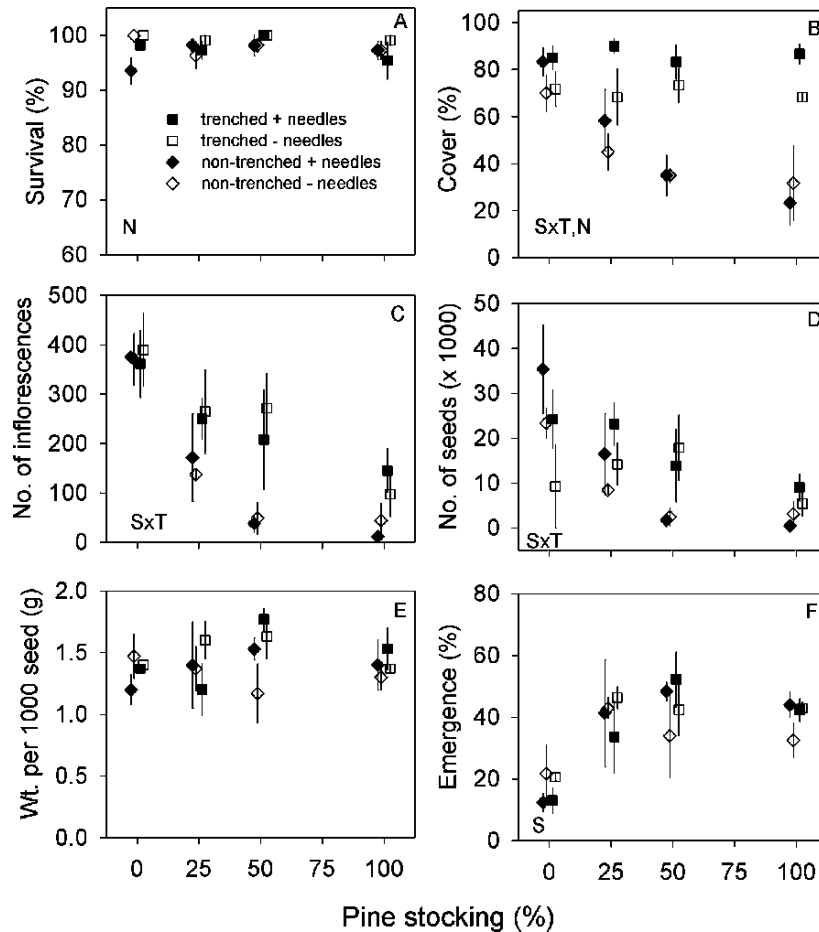 A
100
90
80
70
60
Survival (%)
trenched + needles
trenched - needles
non-trenched + needles
non-trenched - needles
N
B
100
80
60
40
20
0
Cover (%)
SxT,N
C
500
400
300
200
100
0
No. of inflorescences
SxT
D
50
40
30
20
10
0
No. of seeds (x 1000)
SxT
E
2.0
1.5
1.0
0.5
0.0
Wt. per 1000 seed (g)
0 25 50 75 100
F
80
60
40
20
0
Emergence (%)
S
0 25 50 75 100
Pine stocking (%)